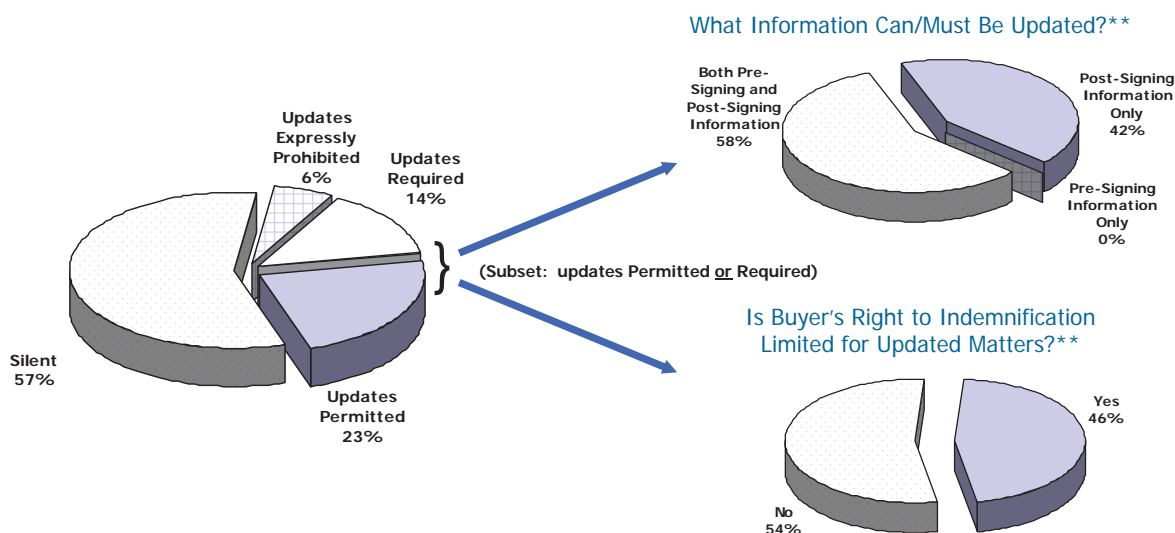 What Information Can/Must Be Updated?**
Both Pre-
Signing and
Post-Signing
Information
58%
Post-Signing
Information
Only
42%
Pre-Signing
Information
Only
0%
Updates
Expressly
Prohibited
6%
Updates
Required
14%
}
(Subset: updates Permitted or Required)
Silent
57%
Updates
Permitted
23%
Is Buyer’s Right to Indemnification
Limited for Updated Matters?**
Yes
46%
No
54%